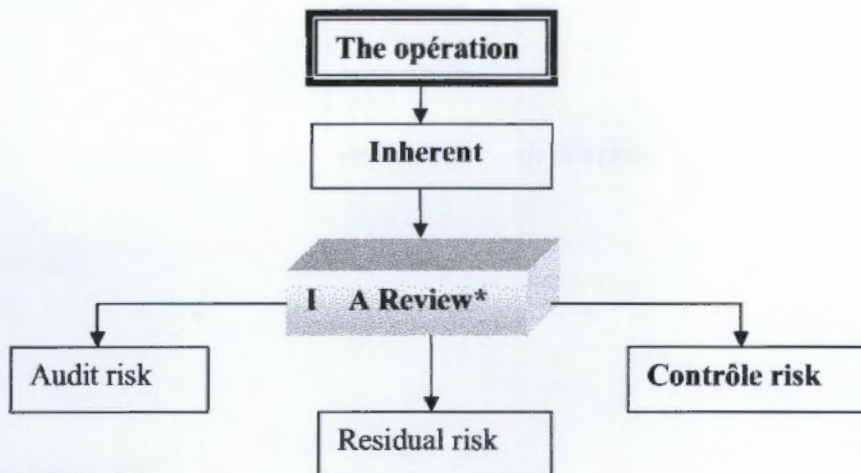 The opération
Inherent
I A Review*
Audit risk
Contrôle risk
Residual risk